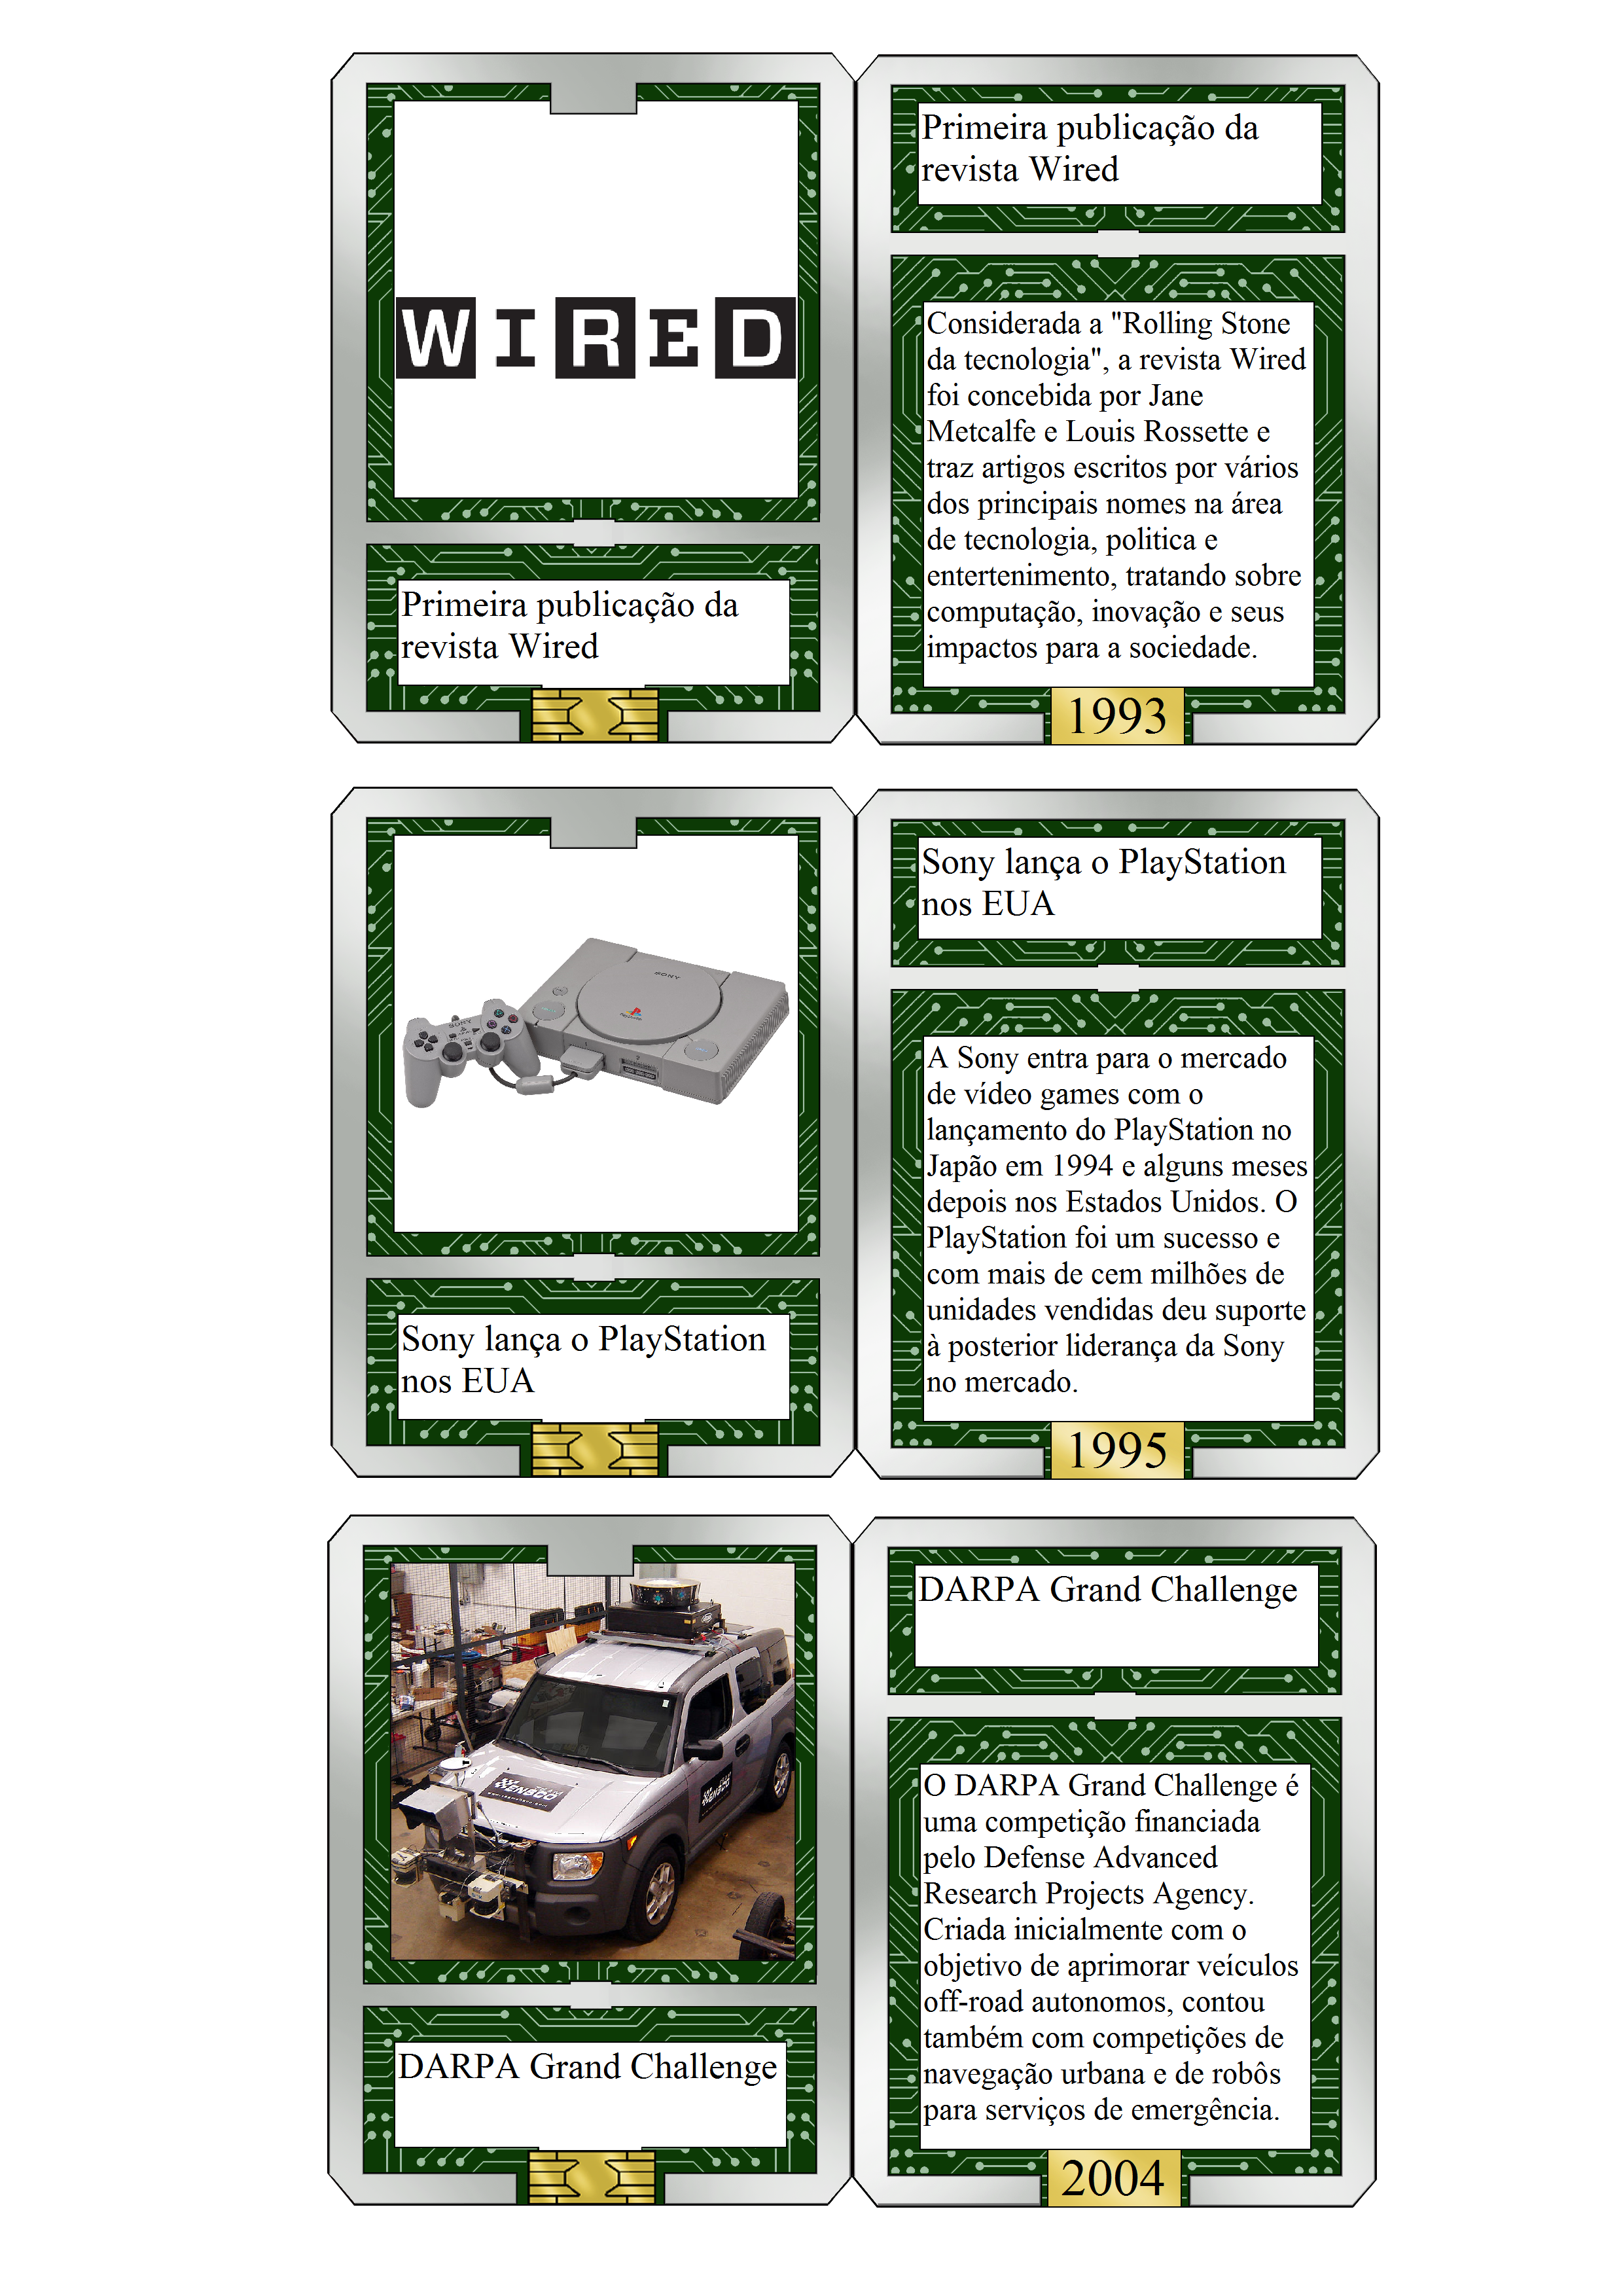 WIRED
Primeira publicação da
revista Wired
Primeira publicação da
revista Wired
Considerada a "Rolling Stone
da tecnologia", a revista Wired
foi concebida por Jane
Metcalfe e Louis Rossette e
traz artigos escritos por vários
dos principais nomes na área
de tecnologia, politica e
entertenimento, tratando sobre
computação, inovação e seus
impactos para a sociedade.
1993
SONY
SONY
1
2
Sony lança o PlayStation
nos EUA
Sony lança o PlayStation
nos EUA
A Sony entra para o mercado
de vídeo games com o
lançamento do PlayStation no
Japão em 1994 e alguns meses
depois nos Estados Unidos. O
PlayStation foi um sucesso e
com mais de cem milhões de
unidades vendidas deu suporte
à posterior liderança da Sony
no mercado.
1995
ENSCO
ENSCO
DARPA Grand Challenge
DARPA Grand Challenge
O DARPA Grand Challenge é
uma competição financiada
pelo Defense Advanced
Research Projects Agency.
Criada inicialmente com o
objetivo de aprimorar veículos
off-road autonomos, contou
também com competições de
navegação urbana e de robôs
para serviços de emergência.
2004